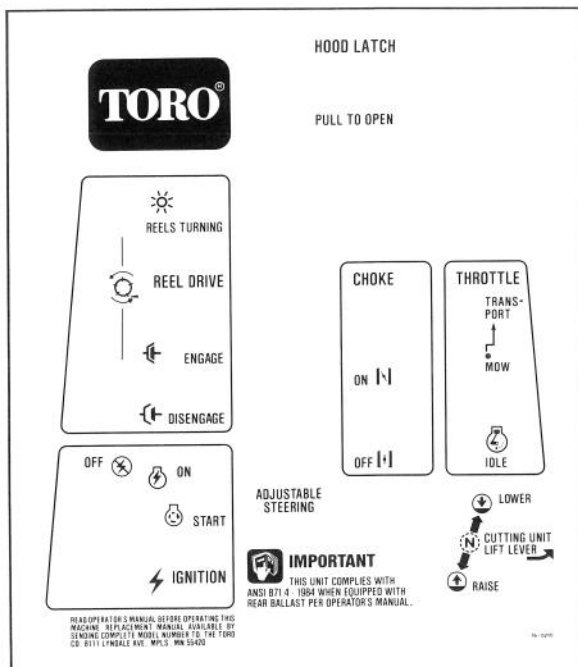 HOOD LATCH
TORO®
PULL TO OPEN
REELS TURNING
REEL DRIVE
ENGAGE
DISENGAGE
CHOKE
ON
OFF
THROTTLE
TRANS-
PORT
MOW
IDLE
OFF
ON
START
IGNITION
ADJUSTABLE
STEERING
LOWER
N
CUTTING UNIT
LIFT LEVER
RAISE
IMPORTANT
THIS UNIT COMPLIES WITH
ANSI B71.4 - 1984 WHEN EQUIPPED WITH
REAR BALLAST PER OPERATOR'S MANUAL.
READ OPERATOR'S MANUAL BEFORE OPERATING THIS
MACHINE. REPLACEMENT MANUAL AVAILABLE BY
SENDING COMPLETE MODEL NUMBER TO: THE TORO
CO. 8111 LYNDALE AVE. MPLS. MN 55420